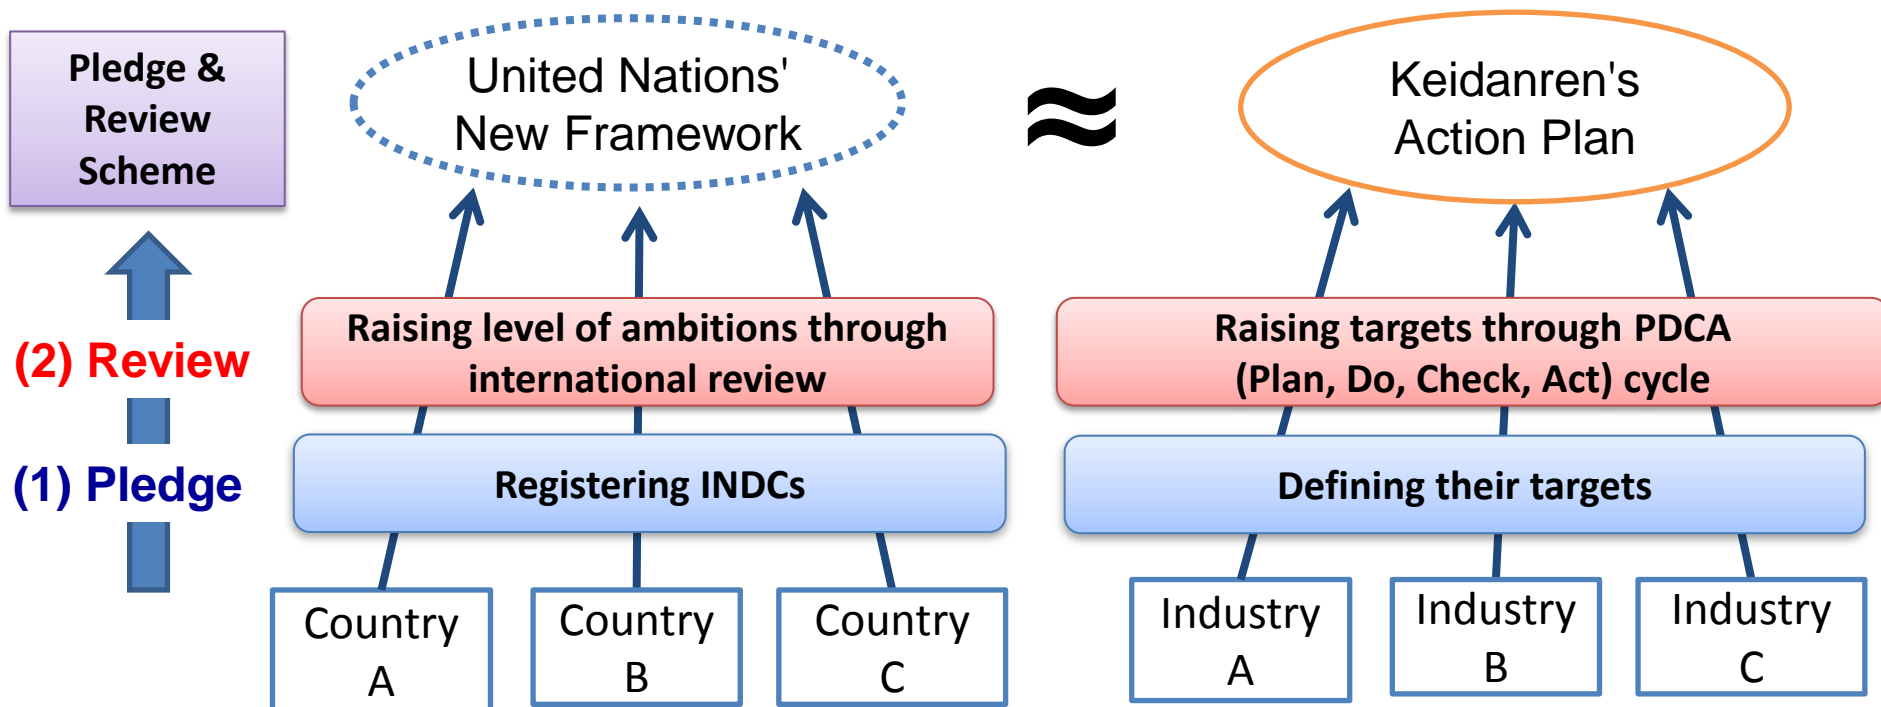 Pledge &
Review
Scheme
(2) Review
(1) Pledge
United Nations'
New Framework
≈
Keidanren's
Action Plan
Raising level of ambitions through
international review
Raising targets through PDCA
(Plan, Do, Check, Act) cycle
Registering INDCs
Defining their targets
Country
A
Country
B
Country
C
Industry
A
Industry
B
Industry
C